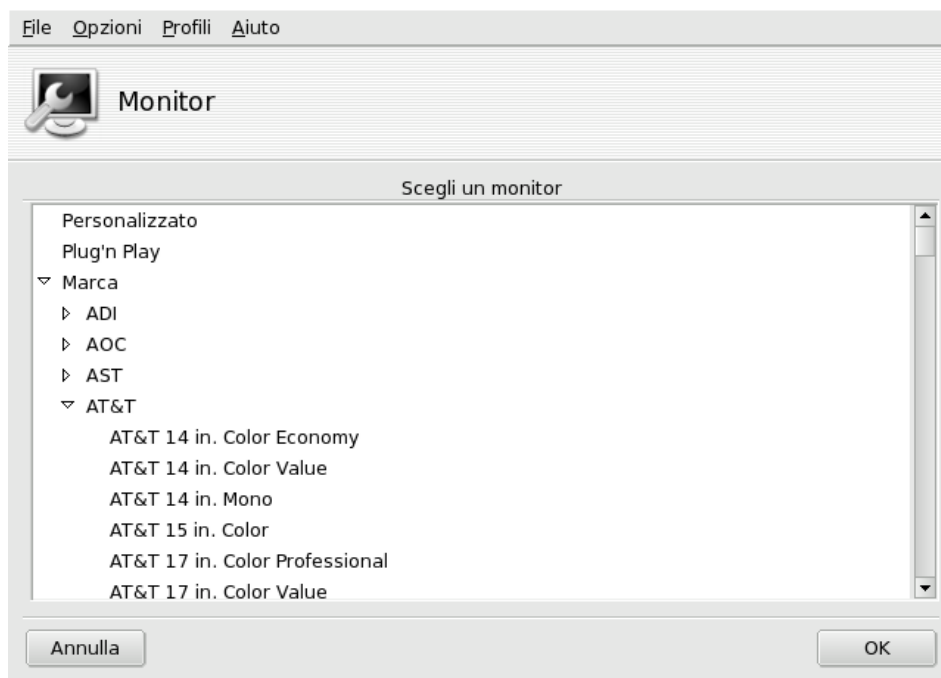 File Opzioni Profili Aiuto
Monitor
Scegli un monitor
Personalizzato
Plug'n Play
Marca
ADI
AOC
AST
AT&T
AT&T 14 in. Color Economy
AT&T 14 in. Color Value
AT&T 14 in. Mono
AT&T 15 in. Color
AT&T 17 in. Color Professional
AT&T 17 in. Color Value
Annulla OK